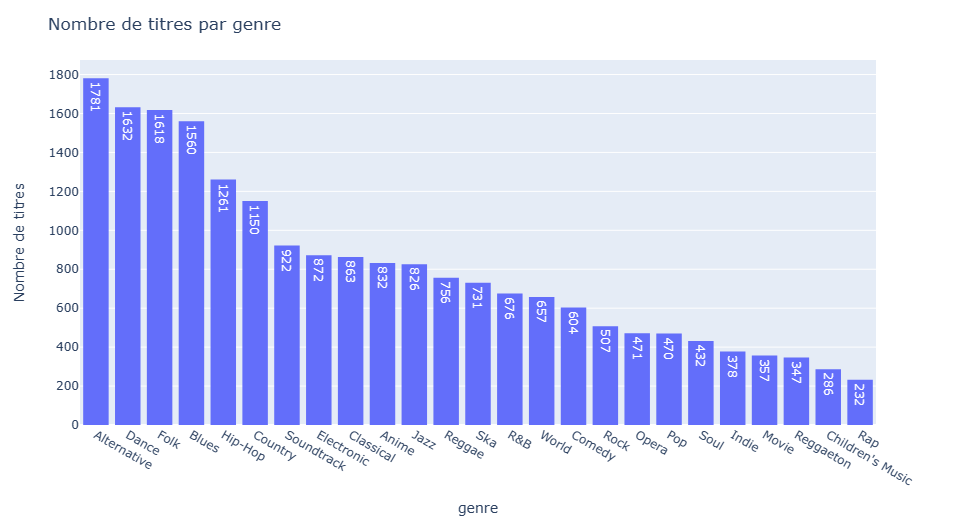 Nombre de titres par genre
Nombre de titres
1800
1600
1400
1200
1000
800
600
400
200
0
1781
1632
1618
1560
1261
1150
922
872
863
832
826
756
731
676
657
604
507
471
470
432
378
357
347
286
232
Alternative
Dance
Folk
Blues
Hip-Hop
Country
Soundtrack
Electronic
Classical
Anime
Jazz
Reggae
Ska
R&B
World
Comedy
Rock
Opera
Pop
Soul
Indie
Movie
Reggaeton
Children's Music
Rap
genre